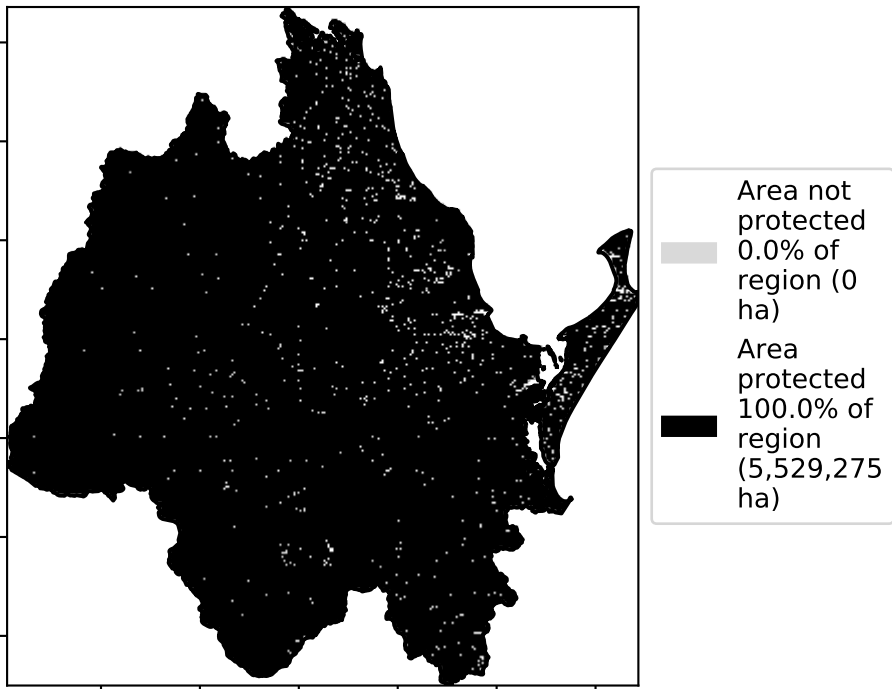 Area not
protected
0.0% of
region (0
ha)
Area
protected
100.0% of
region
(5,529,275
ha)